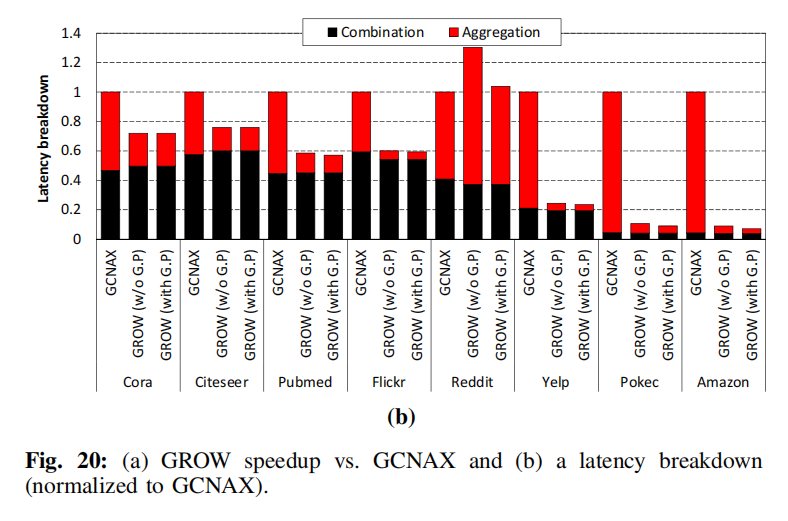 Combination Aggregation
Latency breakdown
1.4
1.2
1
0.8
0.6
0.4
0.2
0
GCNAX GROW (w/o G.P) GROW (with G.P) GCNAX GROW (w/o G.P) GROW (with G.P) GCNAX GROW (w/o G.P) GROW (with G.P) GCNAX GROW (w/o G.P) GROW (with G.P) GCNAX GROW (w/o G.P) GROW (with G.P) GCNAX GROW (w/o G.P) GROW (with G.P) GCNAX GROW (w/o G.P) GROW (with G.P) GCNAX GROW (w/o G.P) GROW (with G.P)
Cora Citeseer Pubmed Flickr Reddit Yelp Pokec Amazon
(b)
Fig. 20: (a) GROW speedup vs. GCNAX and (b) a latency breakdown
(normalized to GCNAX).